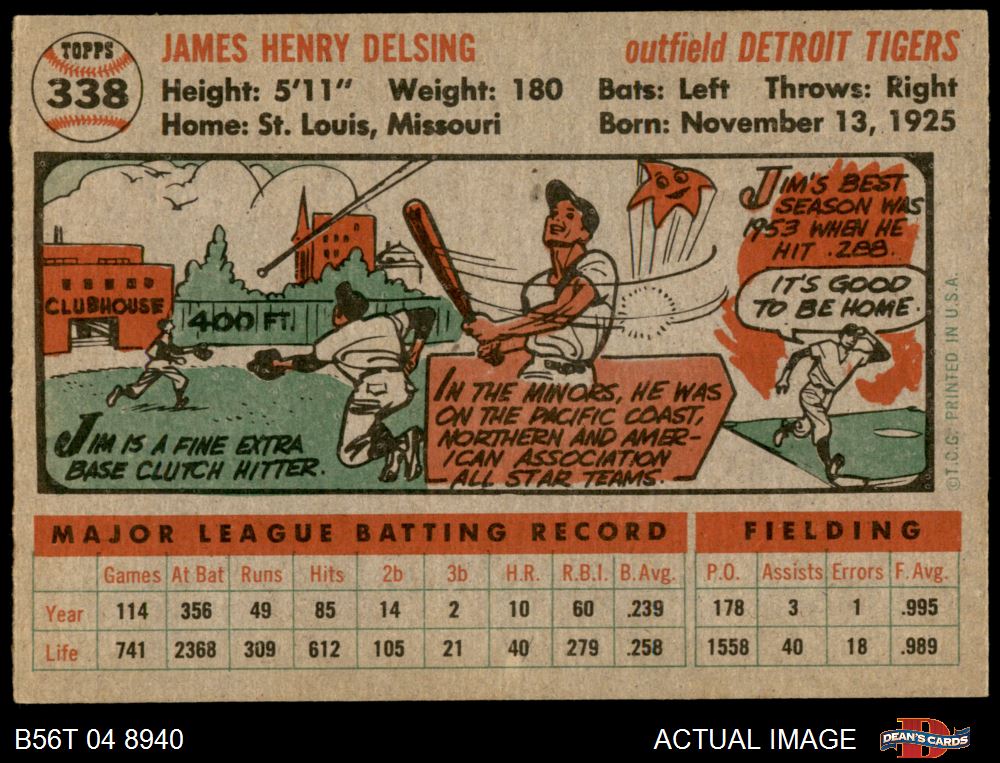 TOPPS
338
JAMES HENRY DELSING
outfield DETROIT TIGERS
Height: 5'11" Weight: 180 Bats: Left Throws: Right
Home: St. Louis, Missouri Born: November 13, 1925
CLUBHOUSE
400 FT.
JIM IS A FINE EXTRA
BASE CLUTCH HITTER.
IN THE MINORS, HE WAS
ON THE PACIFIC COAST,
NORTHERN AND AMER-
ICAN ASSOCIATION
ALL STAR TEAMS.
JIM'S BEST
SEASON WAS
1953 WHEN HE
HIT .288.
IT'S GOOD
TO BE HOME.
©T.C.G. PRINTED IN U.S.A.
MAJOR LEAGUE BATTING RECORD FIELDING
Games At Bat Runs Hits 2b 3b H.R. R.B.I. B.Avg. P.O. Assists Errors F. Avg.
Year 114 356 49 85 14 2 10 60 .239 178 3 1 .995
Life 741 2368 309 612 105 21 40 279 .258 1558 40 18 .989
B56T 04 8940
ACTUAL IMAGE
D
DEAN'S CARDS